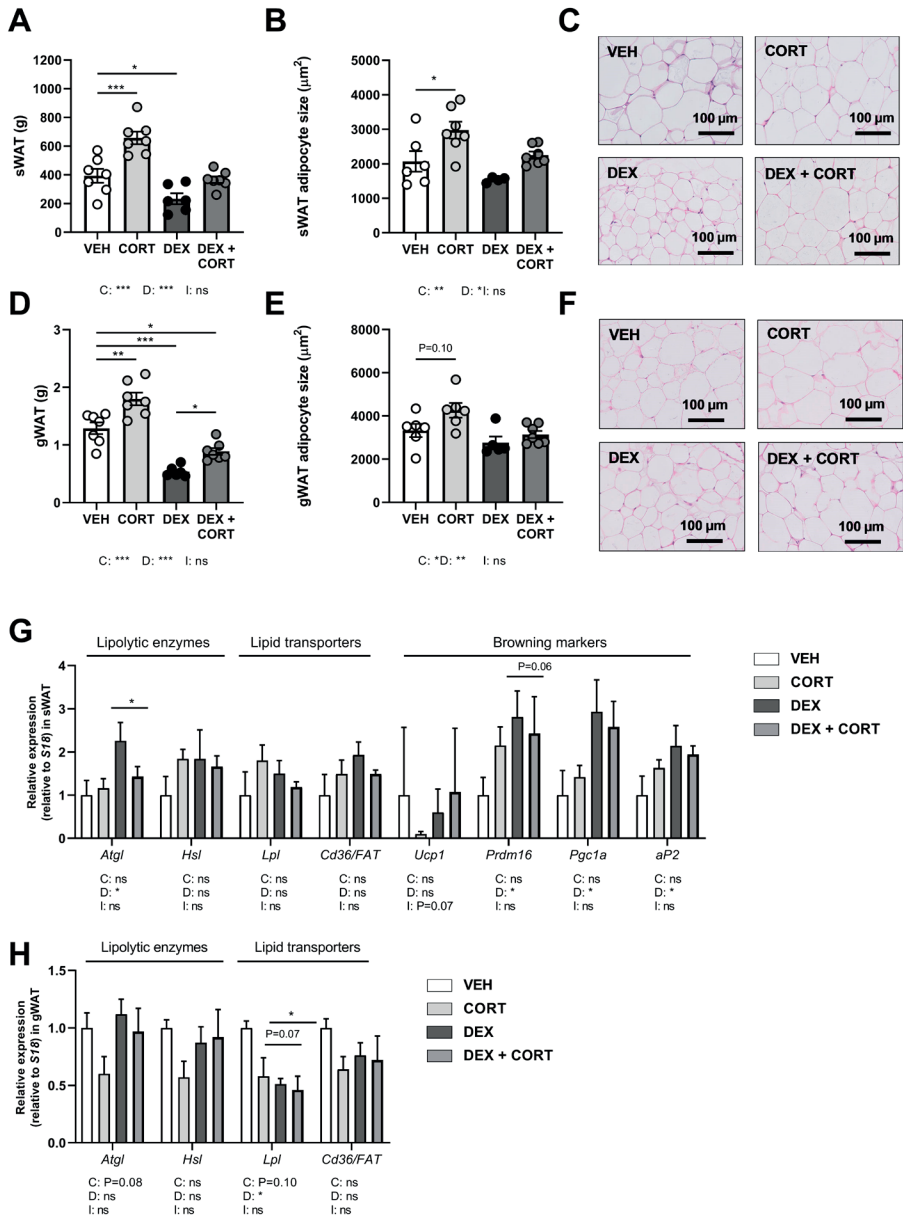 A
sWAT (g)
1200
1000
800
600
400
200
0
*
***
VEH CORT DEX DEX + CORT
C: *** D: *** I: ns
B
sWAT adipocyte size (μm2)
5000
4000
3000
2000
1000
0
*
VEH CORT DEX DEX + CORT
C: ** D: * I: ns
C
VEH
100 μm
CORT
100 μm
DEX
100 μm
DEX + CORT
100 μm
D
gWAT (g)
3
2
1
0
*
***
**
*
VEH CORT DEX DEX + CORT
C: *** D: *** I: ns
E
gWAT adipocyte size (μm2)
8000
6000
4000
2000
0
P=0.10
VEH CORT DEX DEX + CORT
C: * D: ** I: ns
F
VEH
100 μm
CORT
100 μm
DEX
100 μm
DEX + CORT
100 μm
G
Lipolytic enzymes Lipid transporters Browning markers
Relative expression
(relative to S18) in sWAT
4
3
2
1
0
*
P=0.06
Atgl Hsl Lpl Cd36/FAT Ucp1 Prdm16 Pgc1a aP2
C: ns C: ns C: ns C: ns C: ns C: ns C: ns C: ns
D: * D: ns D: ns D: ns D: ns D: * D: * D: *
I: ns I: ns I: ns I: ns I: P=0.07 I: ns I: ns I: ns
VEH
CORT
DEX
DEX + CORT
H
Lipolytic enzymes Lipid transporters
Relative expression
(relative to S18) in gWAT
1.5
1.0
0.5
0.0
*
P=0.07
Atgl Hsl Lpl Cd36/FAT
C: P=0.08 C: ns C: P=0.10 C: ns
D: ns D: ns D: * D: ns
I: ns I: ns I: ns I: ns
VEH
CORT
DEX
DEX + CORT